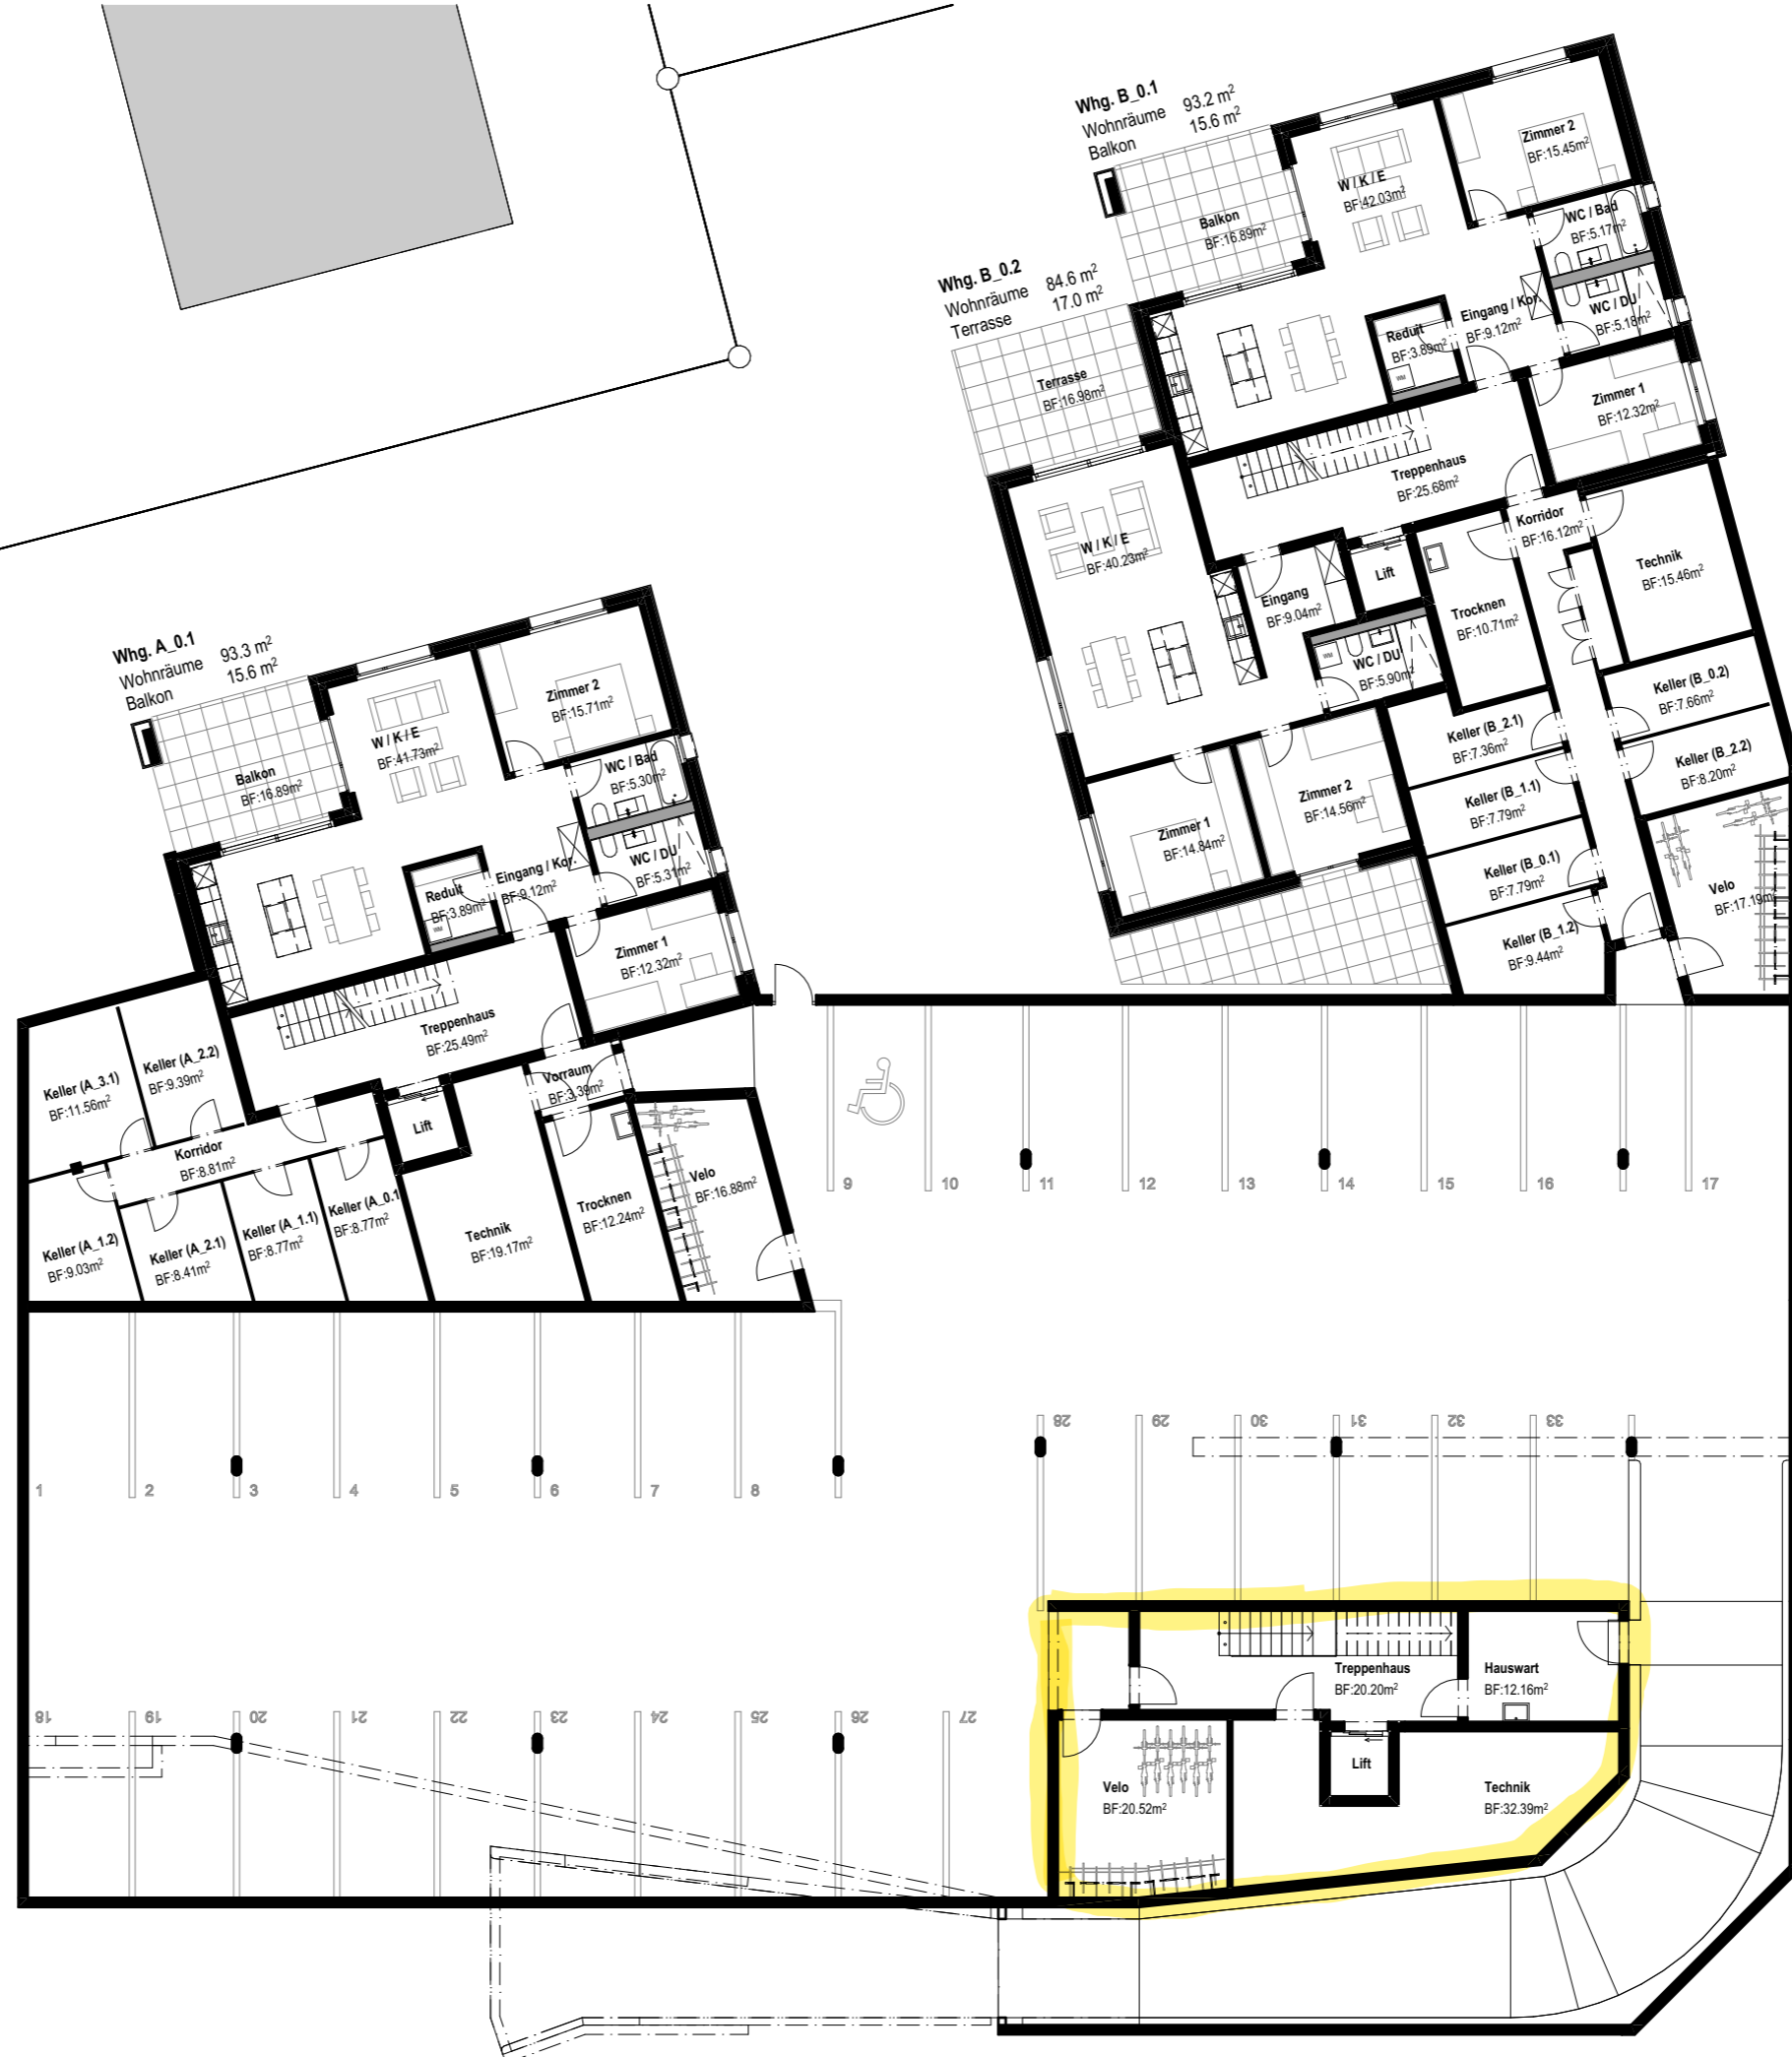 Whg. B_0.1
Wohnräume 93.2 m²
Balkon 15.6 m²
Zimmer 2
BF:15.45m²
W / K / E
BF:42.03m²
WC / Bad
BF:5.17m²
Balkon
BF:16.89m²
Whg. B_0.2
Wohnräume 84.6 m²
Terrasse 17.0 m²
Eingang / Kor.
BF:9.12m²
WC / DU
BF:5.18m²
Reduit
BF:3.89m²
WM
Terrasse
BF:16.98m²
Zimmer 1
BF:12.32m²
Treppenhaus
BF:25.68m²
Korridor
BF:16.12m²
W / K / E
BF:40.23m²
Technik
BF:15.46m²
Lift
Eingang
BF:9.04m²
Trocknen
BF:10.71m²
WM
WC / DU
BF:5.90m²
Keller (B_0.2)
BF:7.66m²
Keller (B_2.1)
BF:7.36m²
Keller (B_2.2)
BF:8.20m²
Zimmer 2
BF:14.56m²
Keller (B_1.1)
BF:7.79m²
Zimmer 1
BF:14.84m²
Keller (B_0.1)
BF:7.79m²
Velo
BF:17.19m²
Keller (B_1.2)
BF:9.44m²
Whg. A_0.1
Wohnräume 93.3 m²
Balkon 15.6 m²
Zimmer 2
BF:15.71m²
W / K / E
BF:41.73m²
WC / Bad
BF:5.30m²
Balkon
BF:16.89m²
WC / DU
BF:5.31m²
Eingang / Kor.
BF:9.12m²
Reduit
BF:3.89m²
WM
Zimmer 1
BF:12.32m²
Treppenhaus
BF:25.49m²
Keller (A_2.2)
BF:9.39m²
Keller (A_3.1)
BF:11.56m²
Vorraum
BF:3.39m²
Lift
Korridor
BF:8.81m²
Velo
BF:16.88m²
Trocknen
BF:12.24m²
Keller (A_0.1
BF:8.77m²
Keller (A_1.1)
BF:8.77m²
Technik
BF:19.17m²
Keller (A_2.1)
BF:8.41m²
Keller (A_1.2)
BF:9.03m²
9 10 11 12 13 14 15 16 17
28 29 30 31 32 33
1 2 3 4 5 6 7 8
Treppenhaus
BF:20.20m²
Hauswart
BF:12.16m²
18 19 20 21 22 23 24 25 26 27
Lift
Velo
BF:20.52m²
Technik
BF:32.39m²